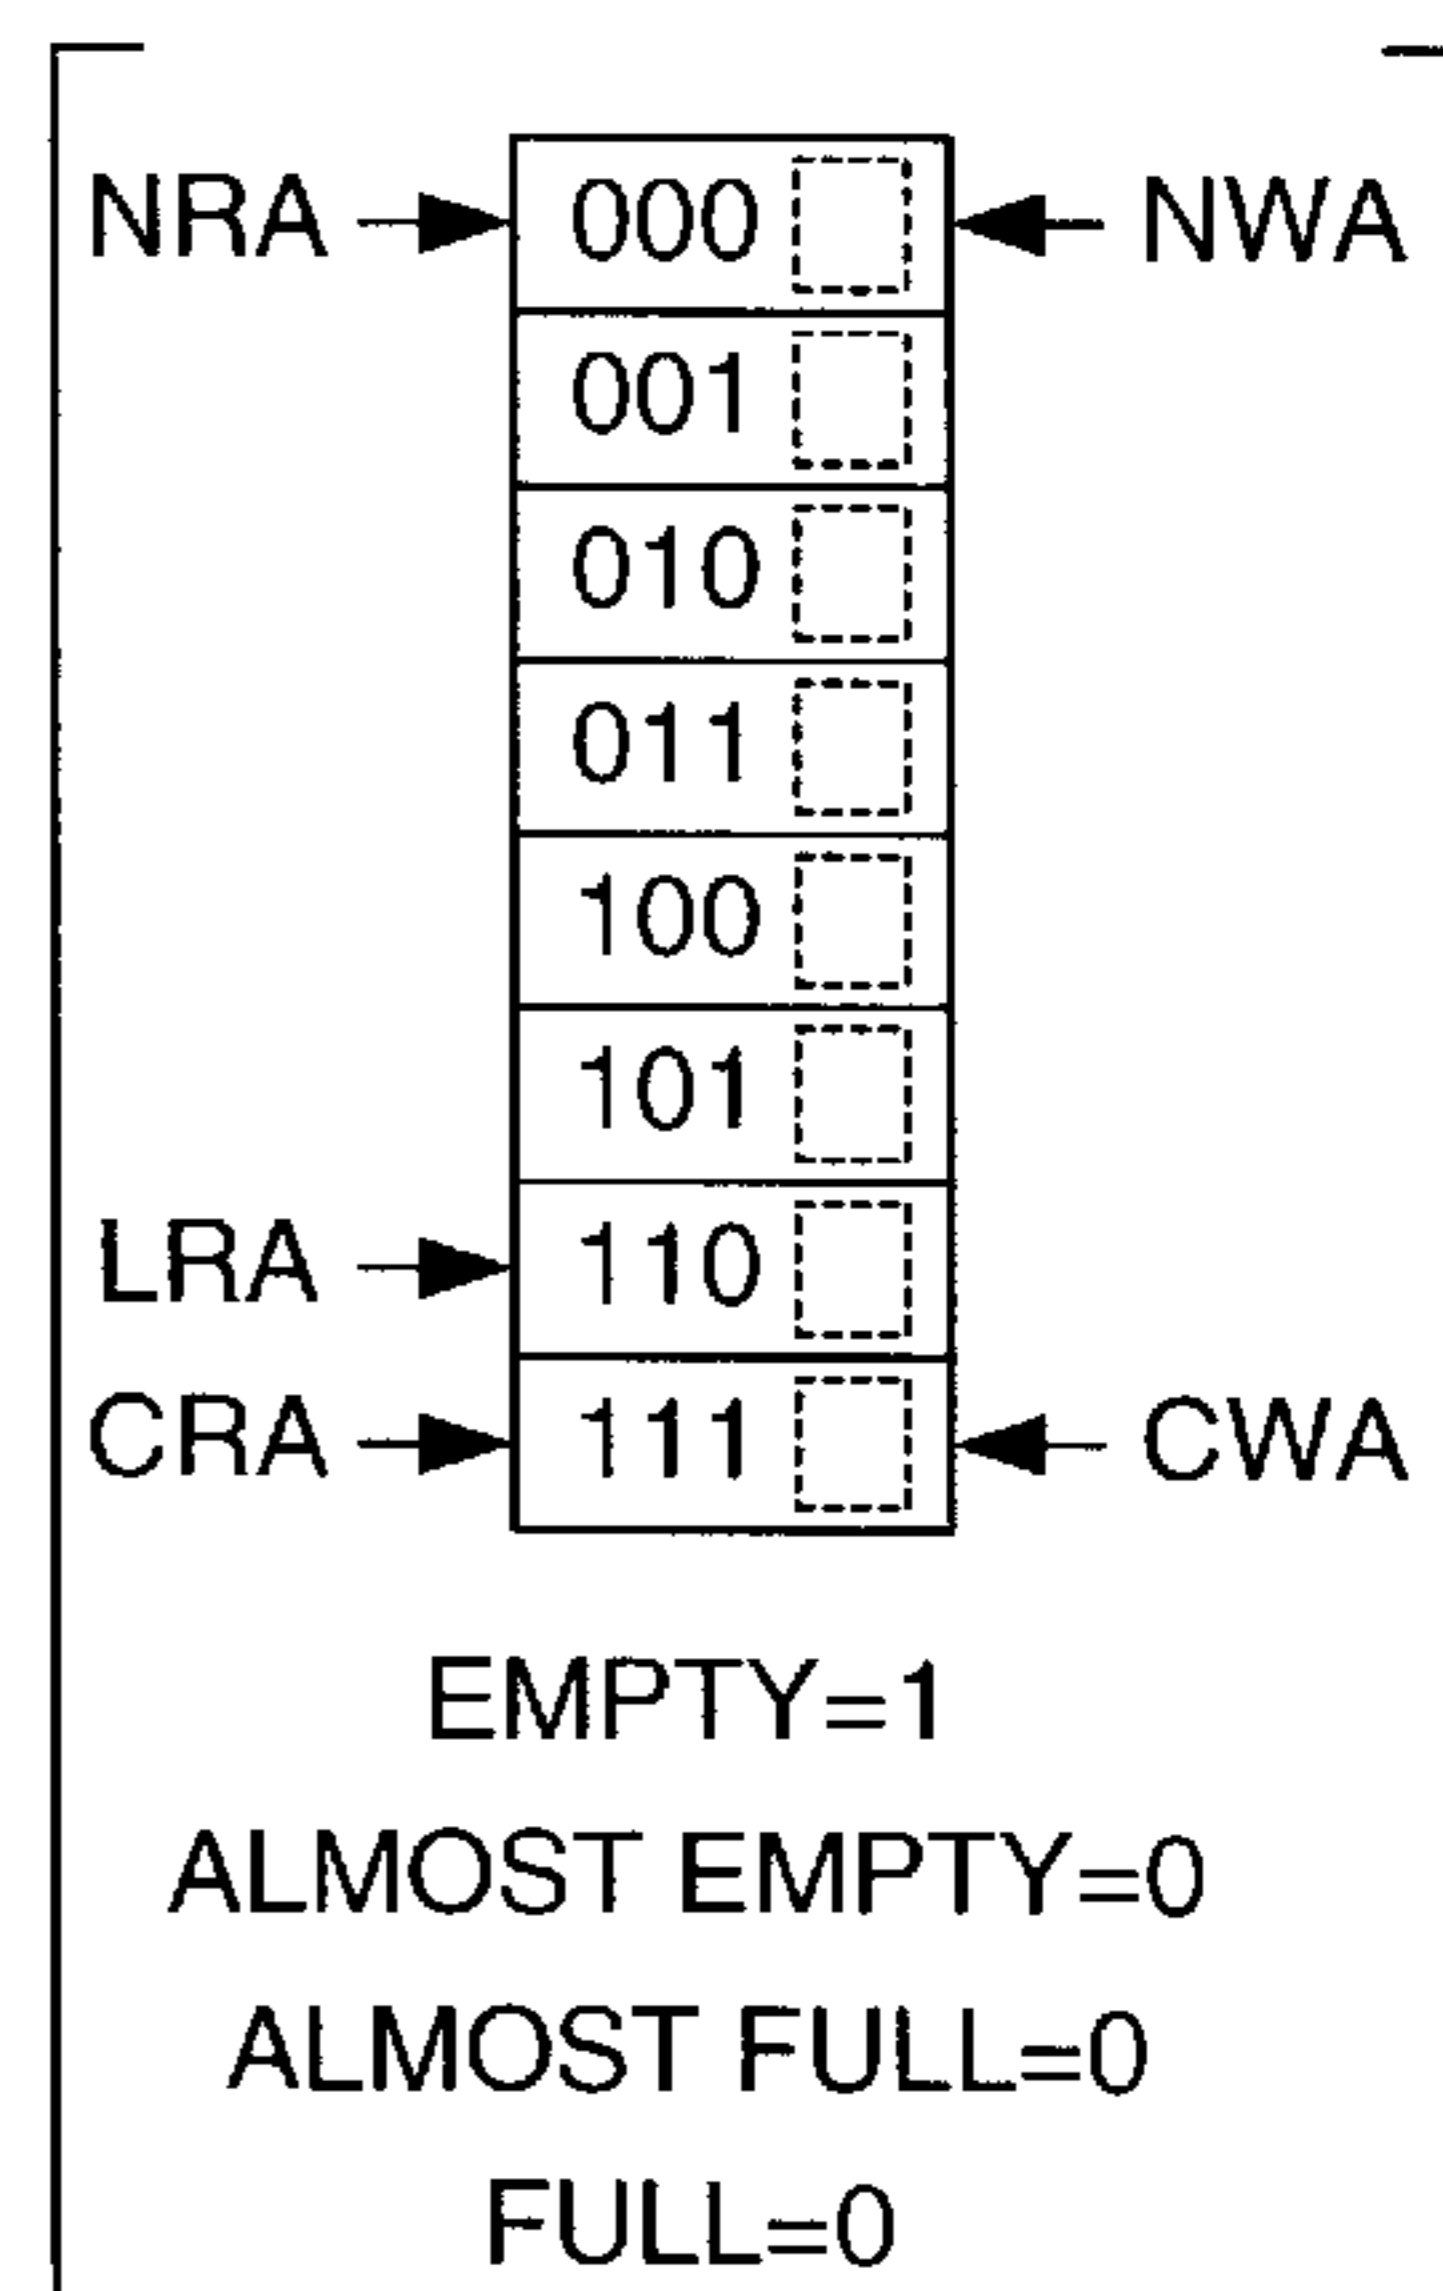 NRA 000 NWA
001
010
011
100
101
LRA 110
CRA 111 CWA
EMPTY=1
ALMOST EMPTY=0
ALMOST FULL=0
FULL=0